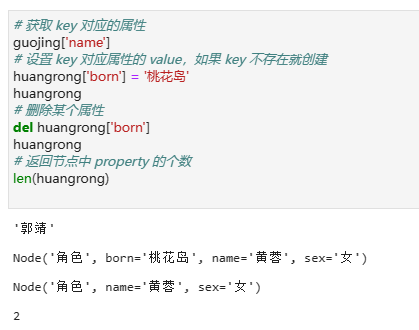 # 获取 key 对应的属性
guojing['name']
# 设置 key 对应属性的 value，如果 key 不存在就创建
huangrong['born'] = '桃花岛'
huangrong
# 删除某个属性
del huangrong['born']
huangrong
# 返回节点中 property 的个数
len(huangrong)
'郭靖'
Node('角色', born='桃花岛', name='黄蓉', sex='女')
Node('角色', name='黄蓉', sex='女')
2